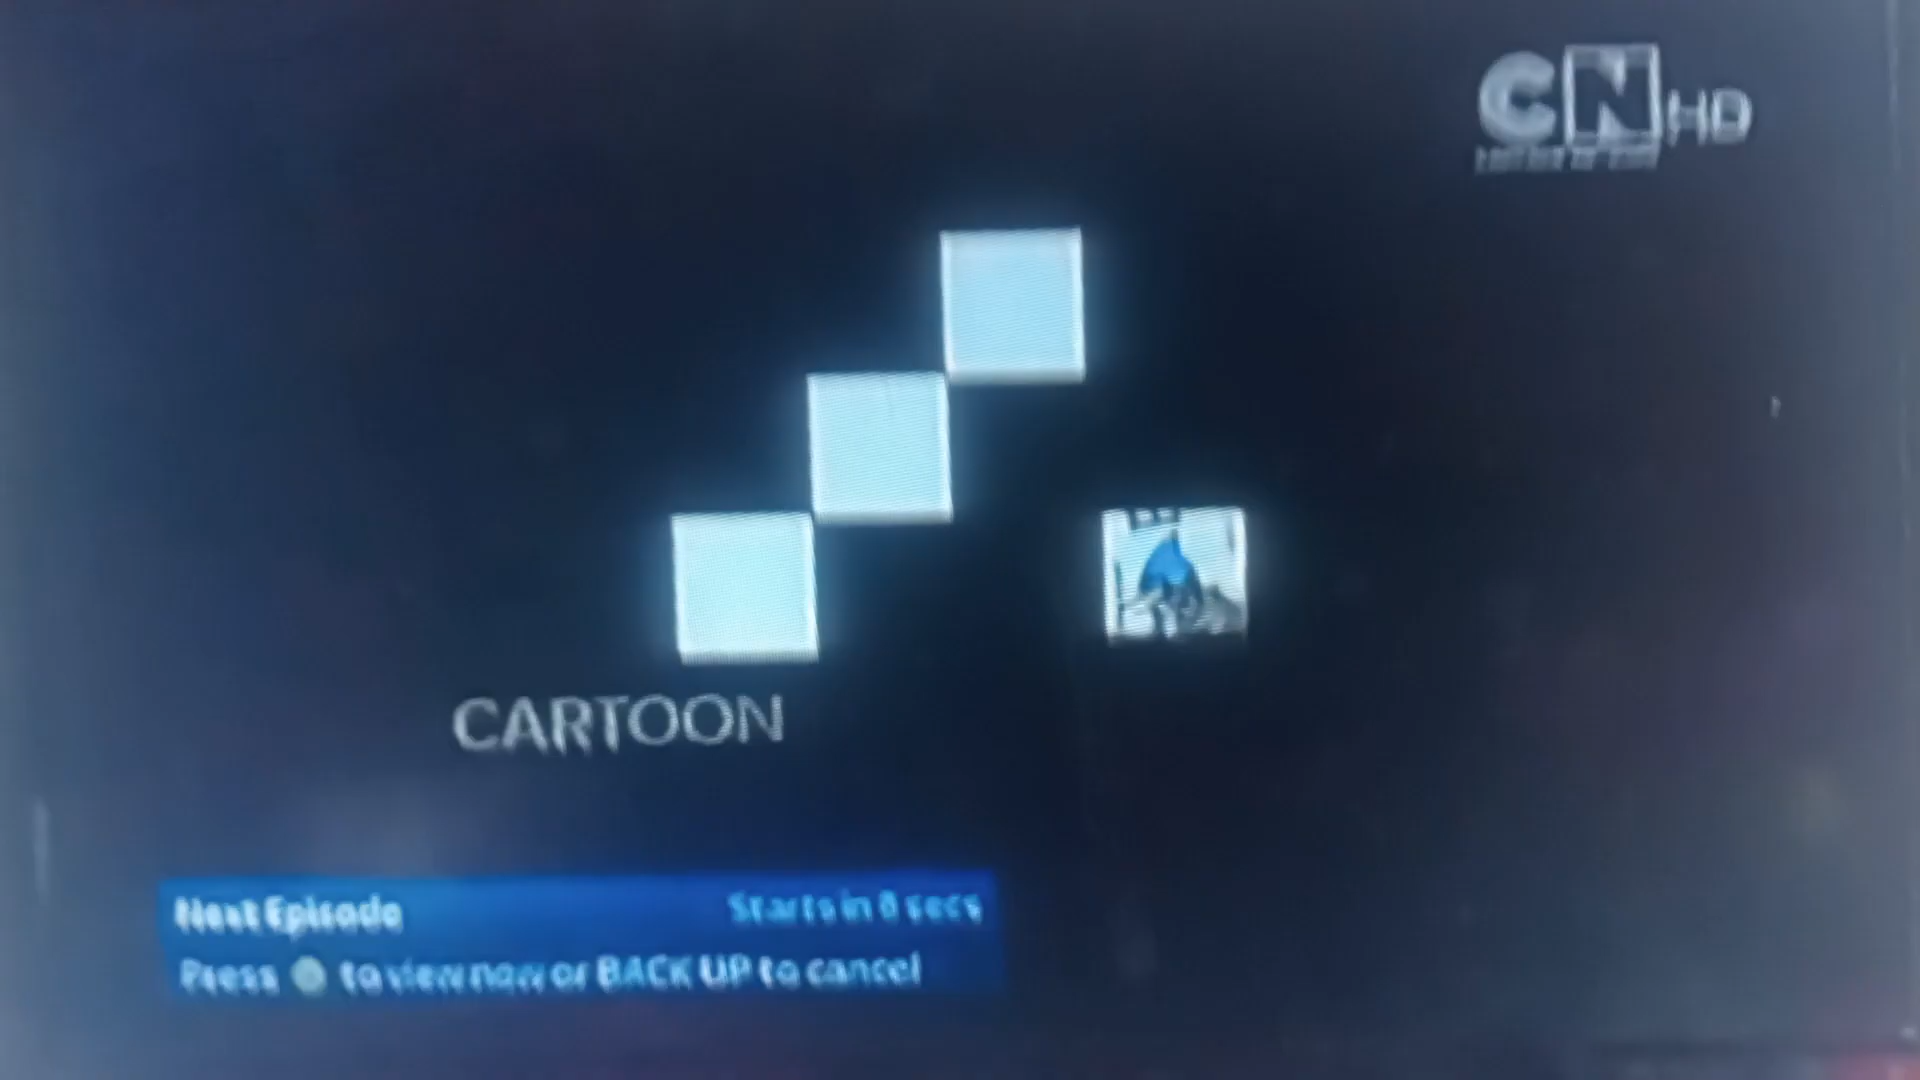 CN HD
CARTOON
Next Episode Starts in 8 secs
Press to view now or BACK UP to cancel